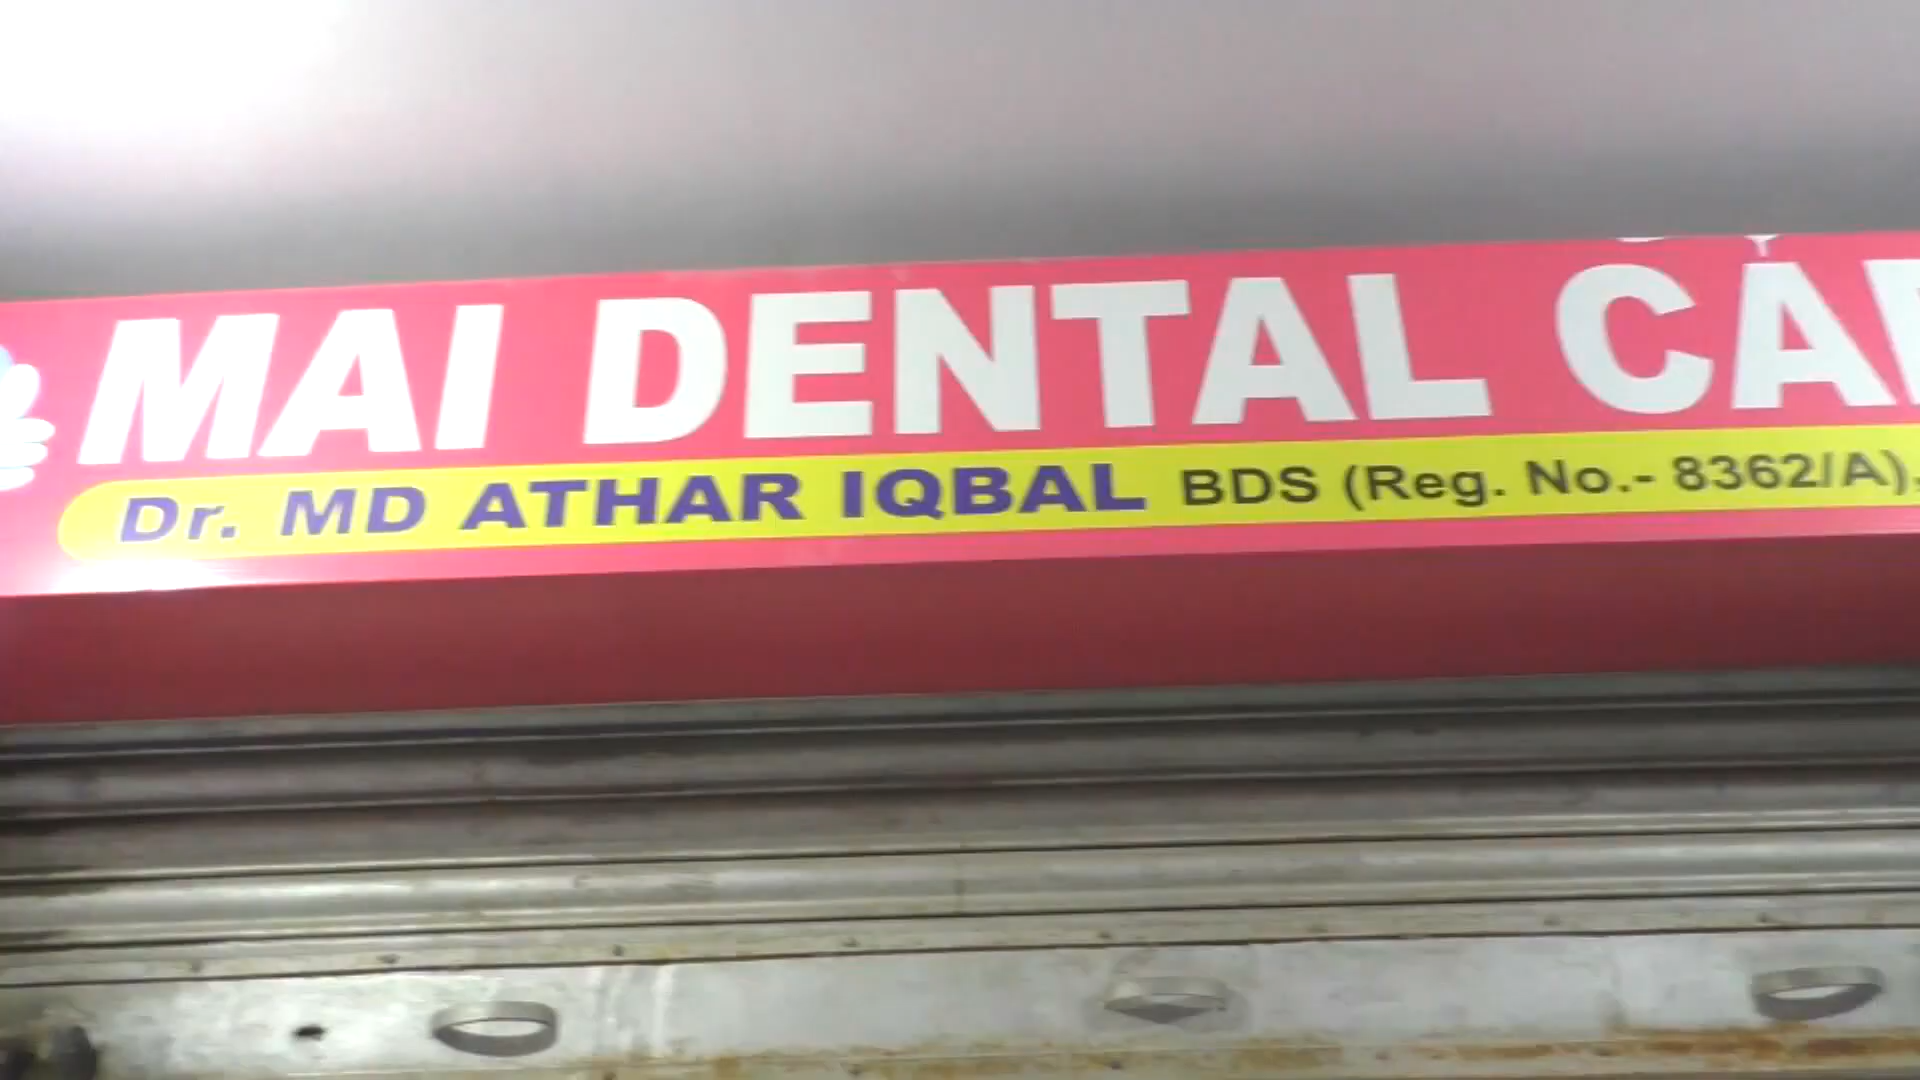 MAI DENTAL
Dr. MD ATHAR IQBAL BDS (Reg. No.- 8362/A),